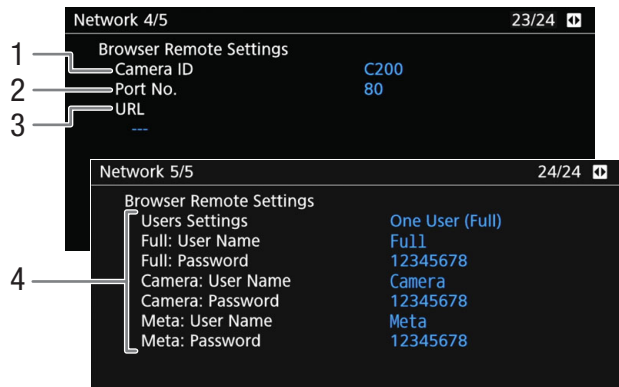 Network 4/5 23/24
Browser Remote Settings
1 Camera ID C200
2 Port No. 80
3 URL
---
Network 5/5 24/24
Browser Remote Settings
Users Settings One User (Full)
Full: User Name Full
Full: Password 12345678
4 Camera: User Name Camera
Camera: Password 12345678
Meta: User Name Meta
Meta: Password 12345678